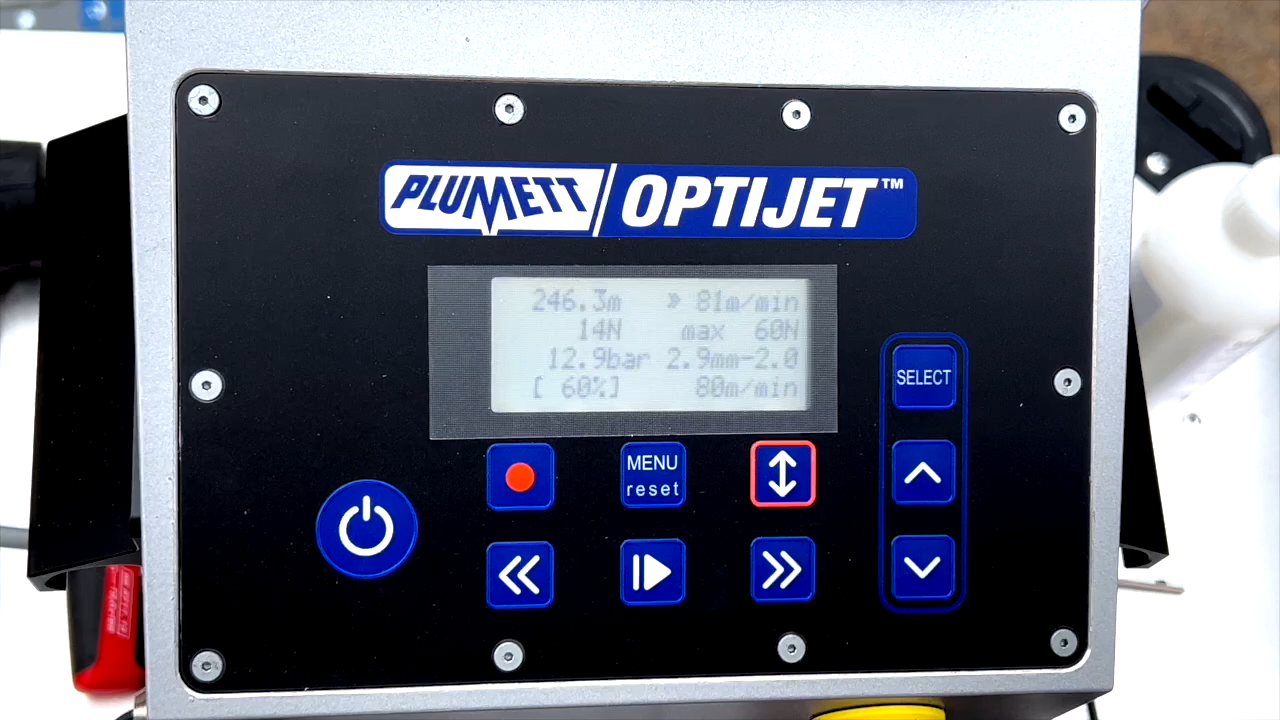 PLUMETT OPTIJET™
246.3m » 81m/min
14N max 60N
12.9bar 2.9mm-2.0
[ 60%] 80m/min
SELECT
MENU
reset